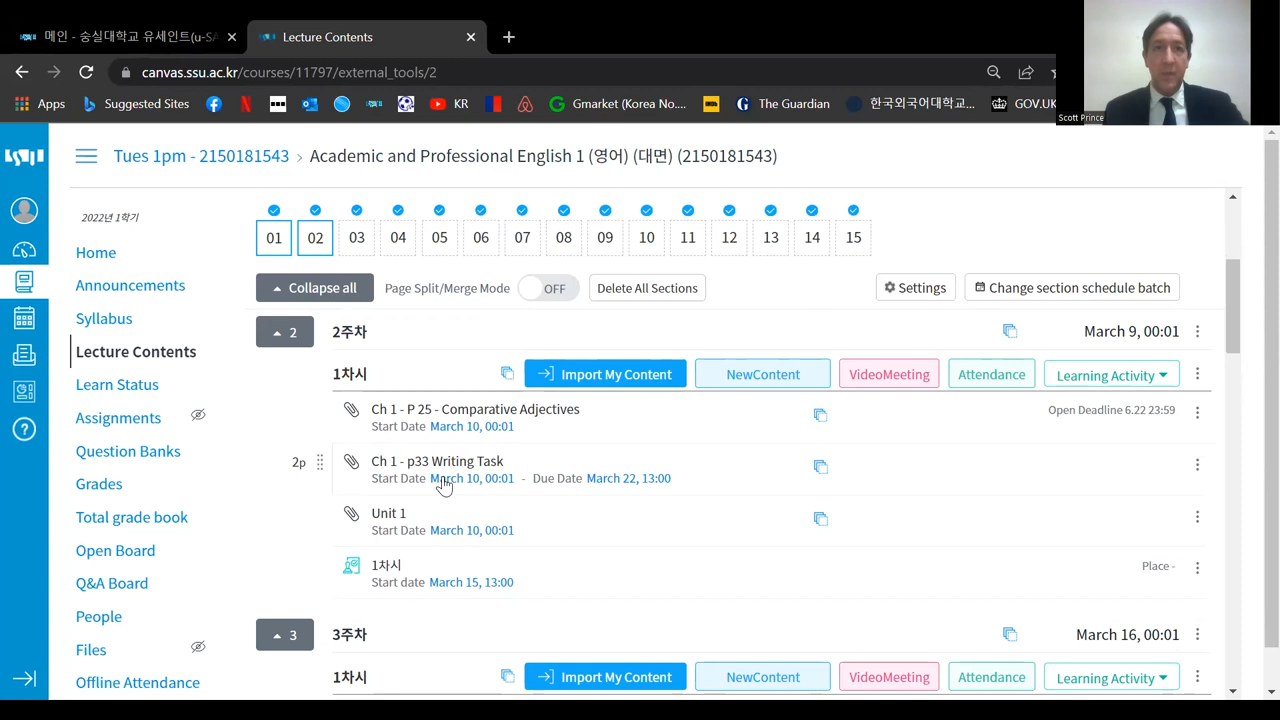 메인 - 숭실대학교 유세인트(u-SA
Lecture Contents
canvas.ssu.ac.kr/courses/11797/external_tools/2
Apps
Suggested Sites
KR
Gmarket (Korea No....
The Guardian
한국외국어대학교...
GOV.UK
Scott Prince
Tues 1pm - 2150181543 > Academic and Professional English 1 (영어) (대면) (2150181543)
2022년 1학기
Home
Announcements
Syllabus
Lecture Contents
Learn Status
Assignments
Question Banks
Grades
Total grade book
Open Board
Q&A Board
People
Files
Offline Attendance
01 02 03 04 05 06 07 08 09 10 11 12 13 14 15
Collapse all
Page Split/Merge Mode
OFF
Delete All Sections
Settings
Change section schedule batch
2
2주차
March 9, 00:01
1차시
Import My Content
NewContent
VideoMeeting
Attendance
Learning Activity
Ch 1 - P 25 - Comparative Adjectives
Start Date March 10, 00:01
Open Deadline 6.22 23:59
2p
Ch 1 - p33 Writing Task
Start Date March 10, 00:01 - Due Date March 22, 13:00
Unit 1
Start Date March 10, 00:01
1차시
Start date March 15, 13:00
Place -
3
3주차
March 16, 00:01
1차시
Import My Content
NewContent
VideoMeeting
Attendance
Learning Activity